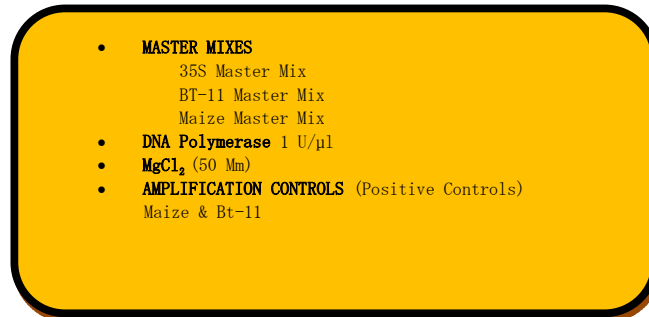 • MASTER MIXES
35S Master Mix
BT-11 Master Mix
Maize Master Mix
• DNA Polymerase 1 U/µl
• MgCl₂ (50 Mm)
• AMPLIFICATION CONTROLS (Positive Controls)
Maize & Bt-11